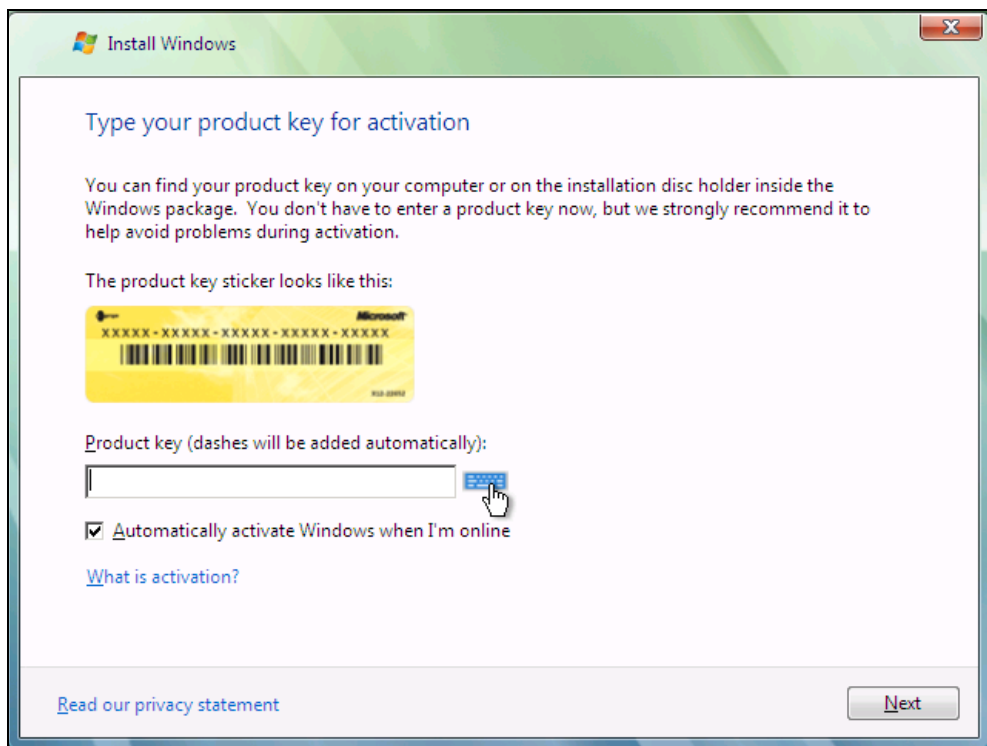 Install Windows
Type your product key for activation
You can find your product key on your computer or on the installation disc holder inside the
Windows package.  You don't have to enter a product key now, but we strongly recommend it to
help avoid problems during activation.
The product key sticker looks like this:
Microsoft
XXXXX-XXXXX-XXXXX-XXXXX-XXXXX
Product key (dashes will be added automatically):
Automatically activate Windows when I'm online
What is activation?
Read our privacy statement
Next